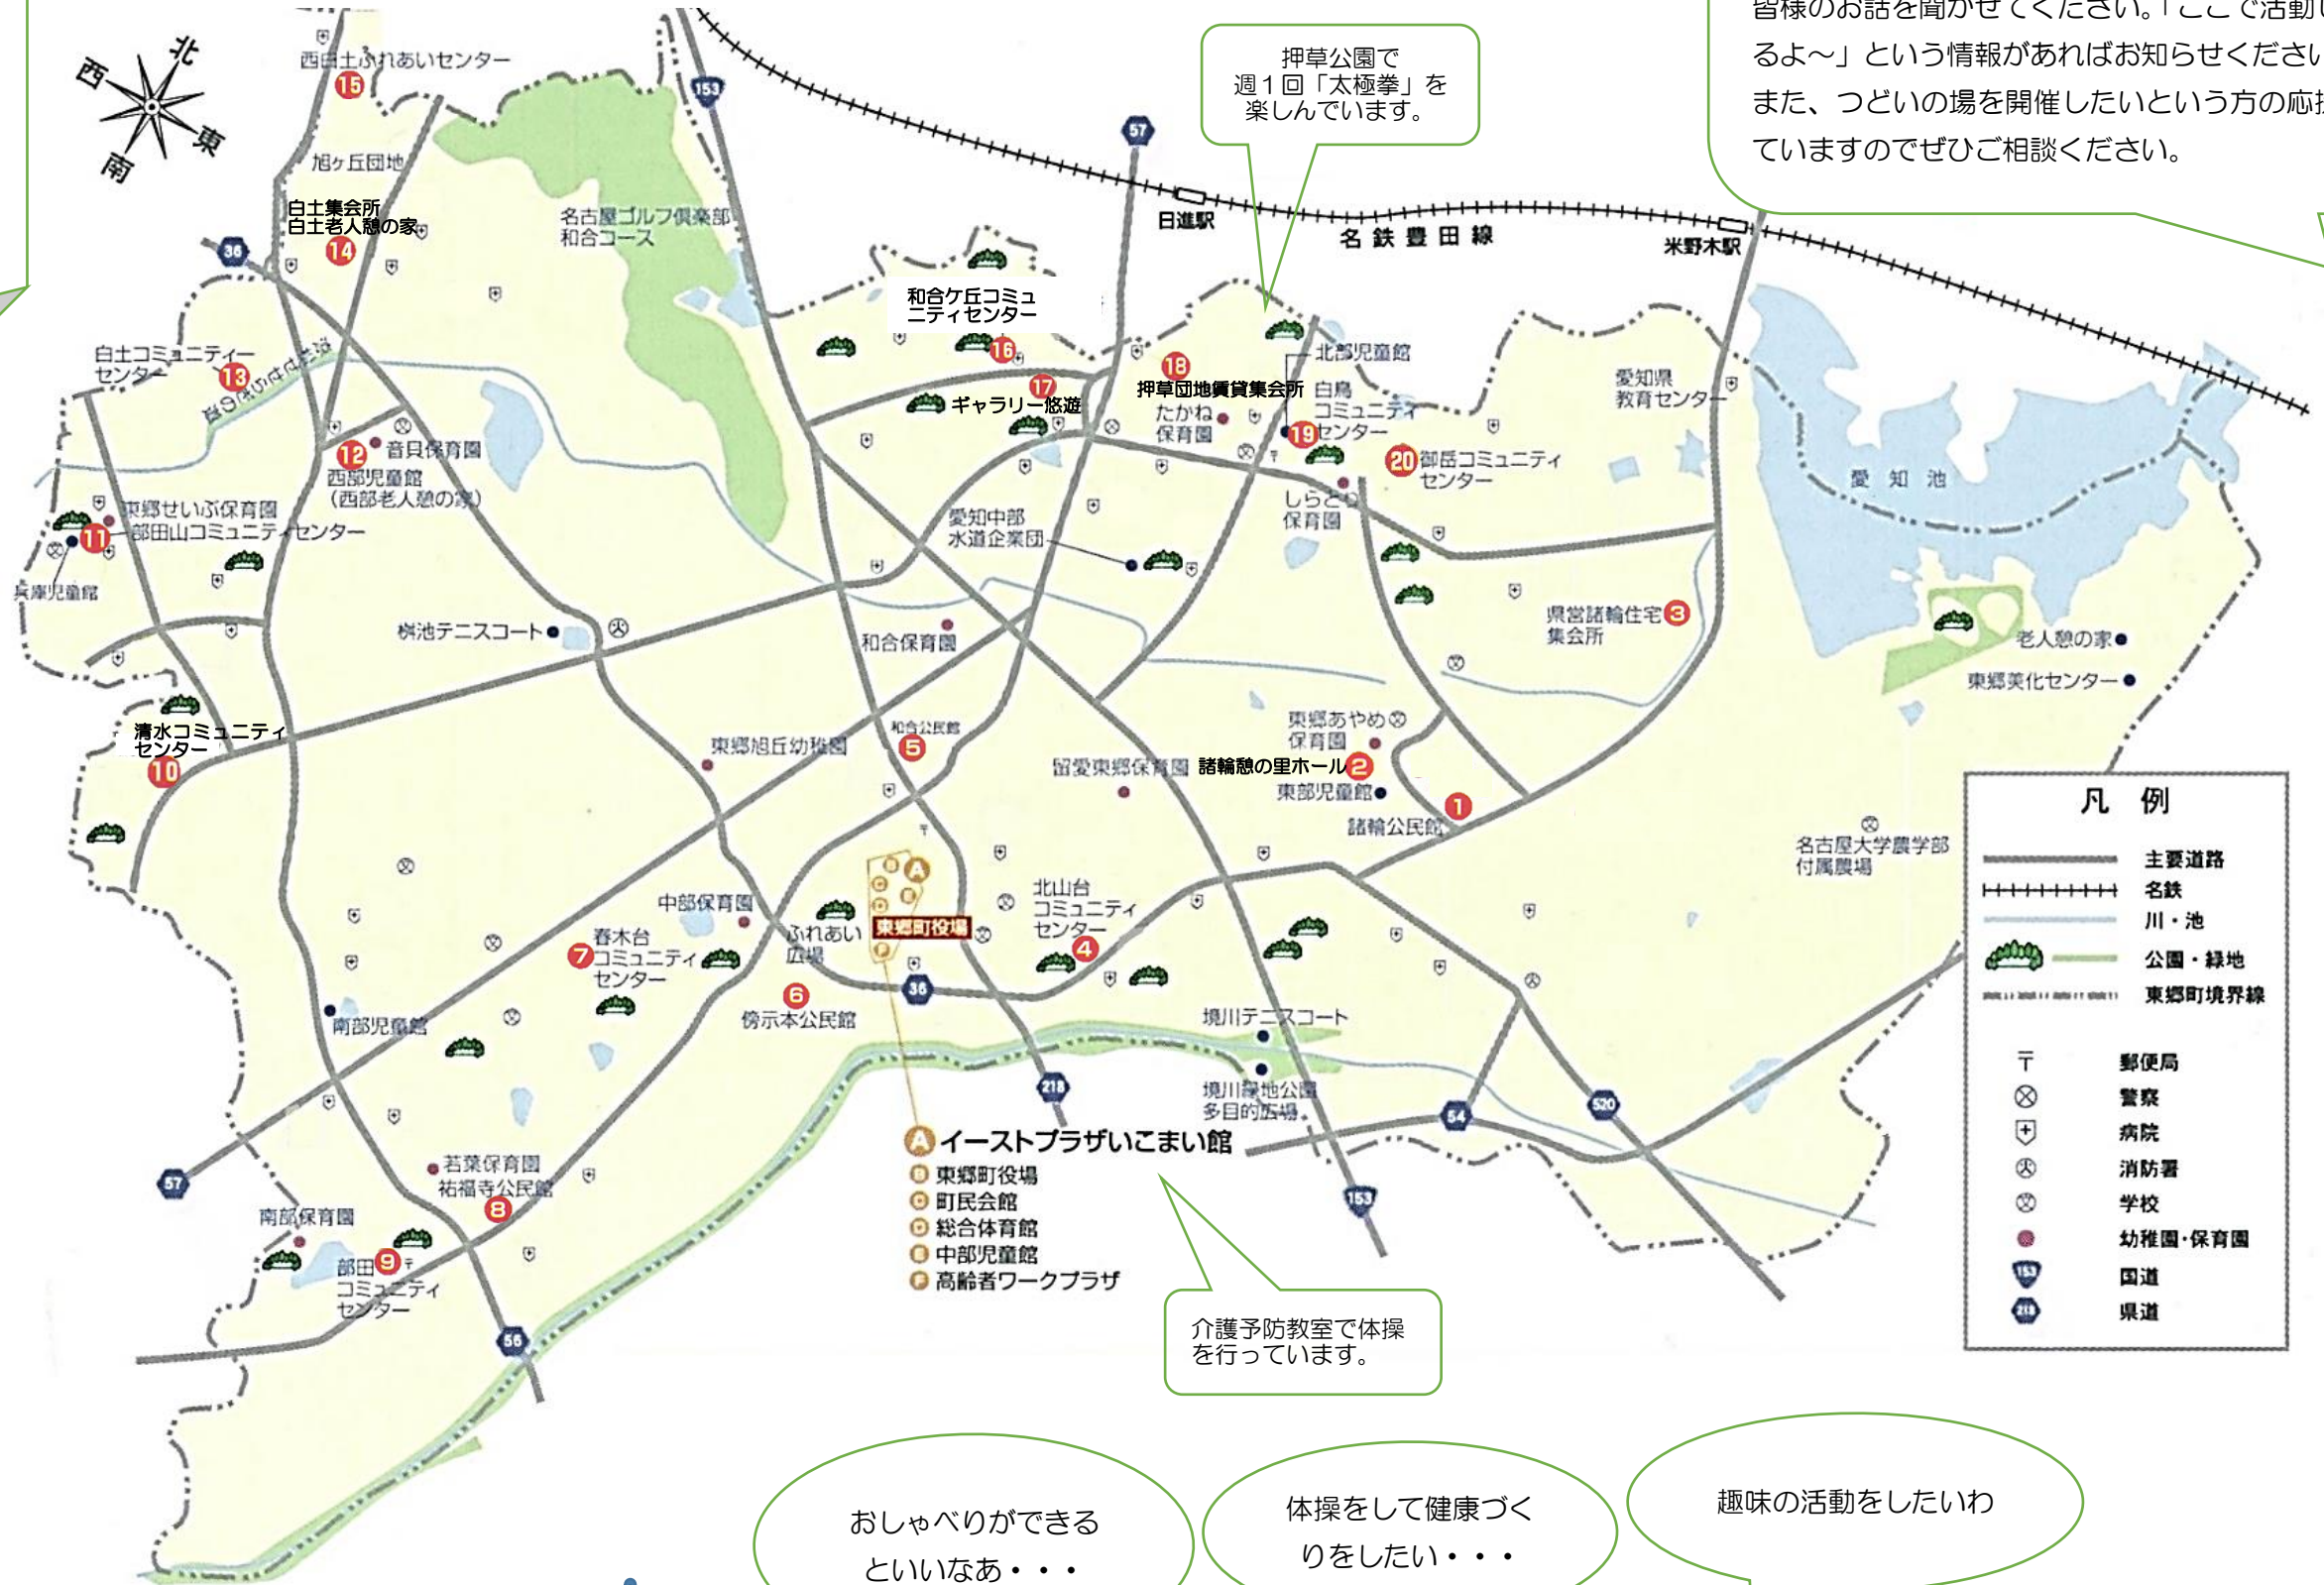 皆様のお話を聞かせてください。「ここで活動し
るよ～」という情報があればお知らせください
また、つどいの場を開催したいという方の応援
ていますのでぜひご相談ください。
押草公園で
週1回「太極拳」を
楽しんでいます。
北
西
東
南
西白土ふれあいセンター
15
153
57
旭ヶ丘団地
白土集会所
白土老人憩の家
14
36
名古屋ゴルフ倶楽部
和合コース
日進駅
名鉄豊田線
米野木駅
和合ケ丘コミュ
ニティセンター
16
白土コミュニティー
センター
13
17
ギャラリー悠遊
18
押草団地賃貸集会所
たかね
保育園
北部児童館
白鳥
コミュニティ
センター
19
愛知県
教育センター
12
音貝保育園
西部児童館
(西部老人憩の家)
20
御岳コミュニティ
センター
愛知池
しらとり
保育園
東郷せいぶ保育園
11
部田山コミュニティセンター
兵庫児童館
愛知中部
水道企業団
県営諸輪住宅
集会所
3
桝池テニスコート
和合保育園
老人憩の家
東郷美化センター
清水コミュニティ
センター
10
東郷旭丘幼稚園
和合公民館
5
東郷あやめ
保育園
留愛東郷保育園
諸輪憩の里ホール
2
東部児童館
1
諸輪公民館
名古屋大学農学部
付属農場
中部保育園
春木台
コミュニティ
センター
7
ふれあい
広場
A
東郷町役場
北山台
コミュニティ
センター
4
6
傍示本公民館
36
南部児童館
境川テニスコート
境川緑地公園
多目的広場
218
54
520
153
57
若葉保育園
祐福寺公民館
8
南部保育園
部田
コミュニティ
センター
9
56
A イーストプラザいこまい館
B 東郷町役場
C 町民会館
D 総合体育館
E 中部児童館
F 高齢者ワークプラザ
介護予防教室で体操
を行っています。
凡 例
主要道路
名鉄
川・池
公園・緑地
東郷町境界線
郵便局
警察
病院
消防署
学校
幼稚園・保育園
153 国道
218 県道
おしゃべりができる
といいなあ・・・
体操をして健康づく
りをしたい・・・
趣味の活動をしたいわ